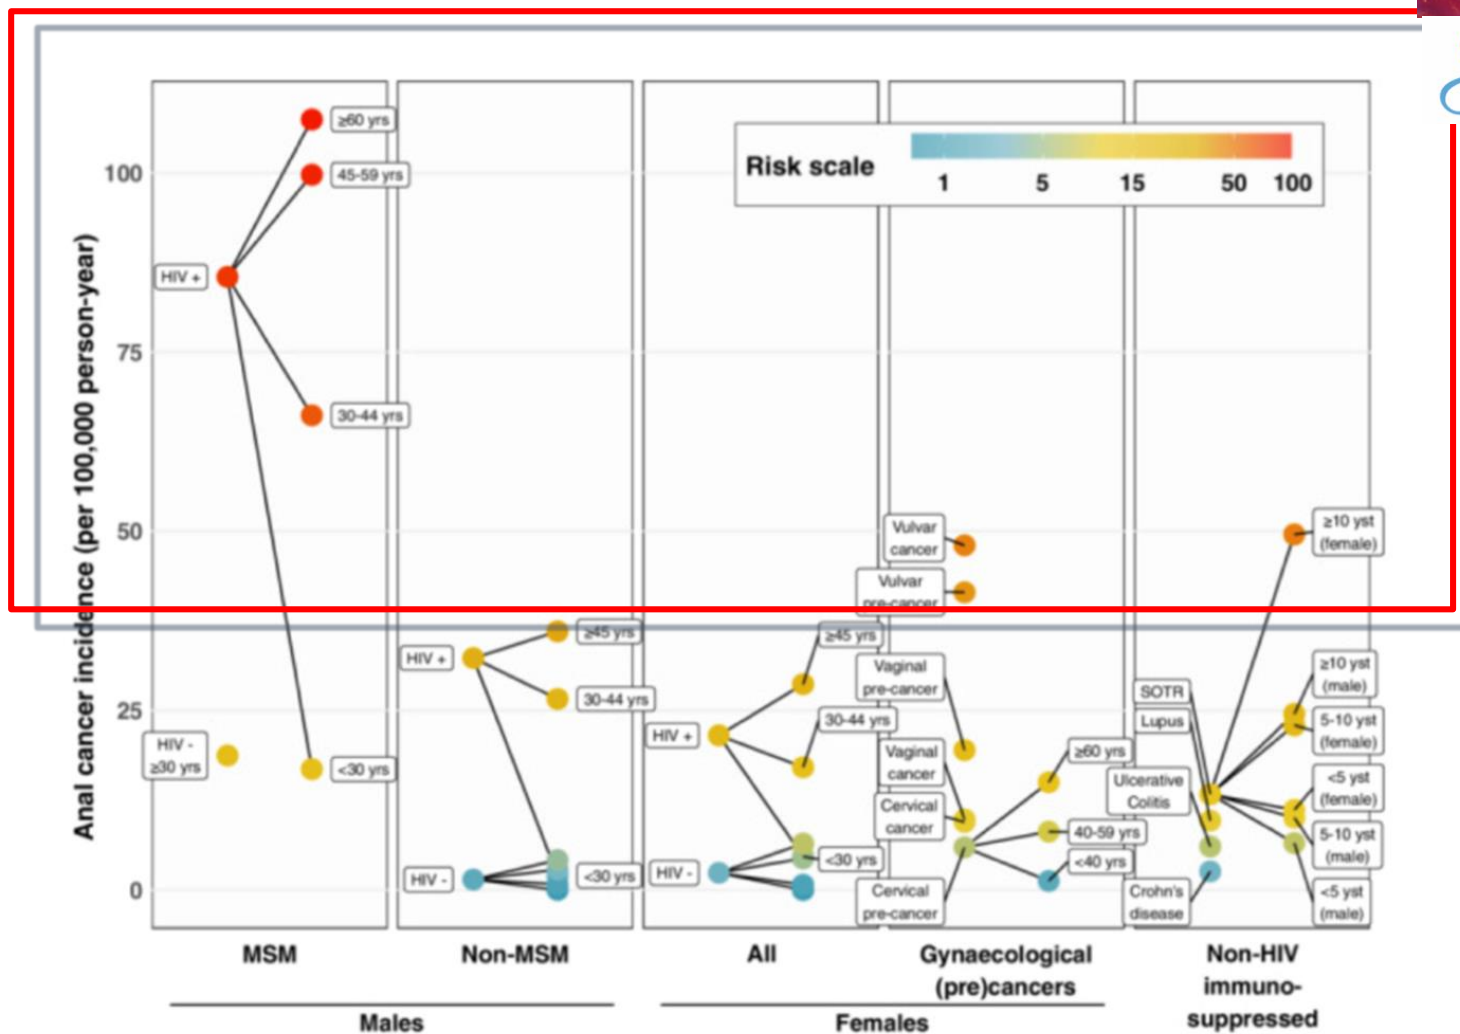 Anal cancer incidence (per 100,000 person-year)
100
75
50
25
0
≥60 yrs
45-59 yrs
HIV +
30-44 yrs
HIV -
≥30 yrs
<30 yrs
HIV +
≥45 yrs
30-44 yrs
HIV -
<30 yrs
HIV +
≥45 yrs
30-44 yrs
HIV -
<30 yrs
Risk scale
1 5 15 50 100
Vulvar
cancer
Vulvar
pre-cancer
Vaginal
pre-cancer
Vaginal
cancer
Cervical
cancer
Cervical
pre-cancer
≥60 yrs
40-59 yrs
<40 yrs
SOTR
Lupus
Ulcerative
Colitis
Crohn's
disease
≥10 yst
(female)
≥10 yst
(male)
5-10 yst
(female)
<5 yst
(female)
5-10 yst
(male)
<5 yst
(male)
MSM
Non-MSM
All
Gynaecological
(pre)cancers
Non-HIV
immuno-
suppressed
Males
Females